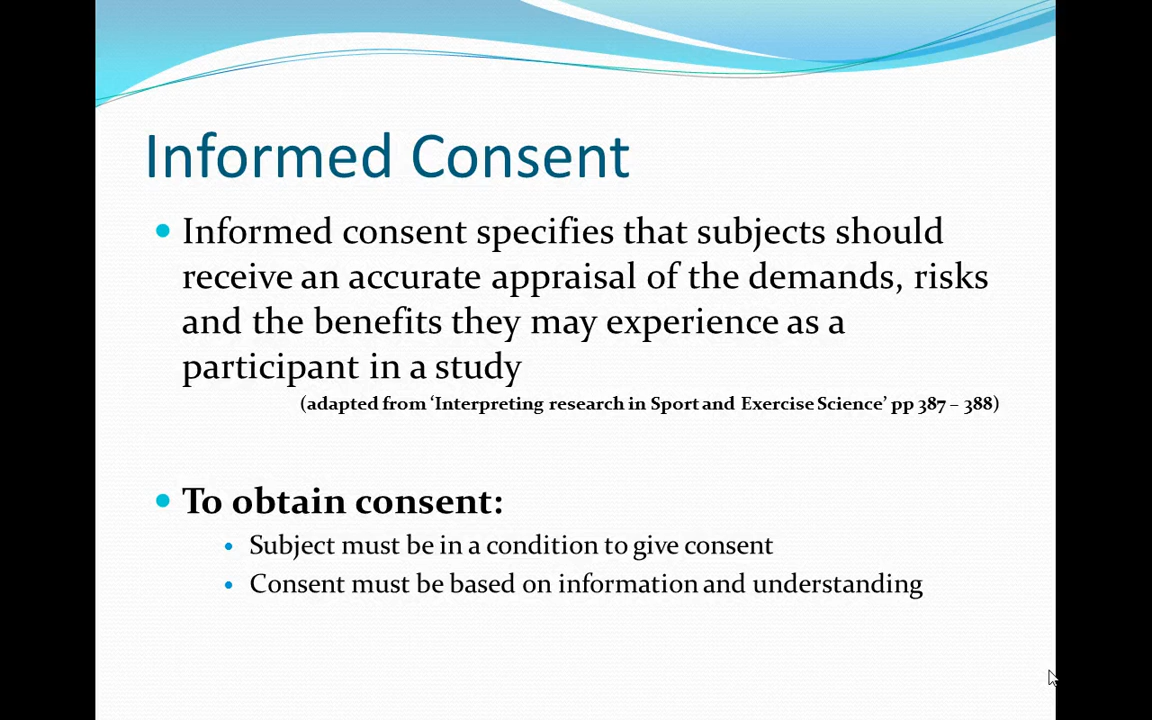 Informed Consent
Informed consent specifies that subjects should
receive an accurate appraisal of the demands, risks
and the benefits they may experience as a
participant in a study
(adapted from ‘Interpreting research in Sport and Exercise Science’ pp 387 – 388)
To obtain consent:
Subject must be in a condition to give consent
Consent must be based on information and understanding